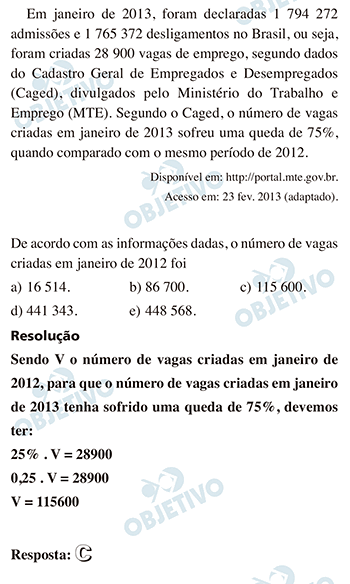 Em janeiro de 2013, foram declaradas 1 794 272
admissões e 1 765 372 desligamentos no Brasil, ou seja,
foram criadas 28 900 vagas de emprego, segundo dados
do Cadastro Geral de Empregados e Desempregados
(Caged), divulgados pelo Ministério do Trabalho e
Emprego (MTE). Segundo o Caged, o número de vagas
criadas em janeiro de 2013 sofreu uma queda de 75%,
quando comparado com o mesmo período de 2012.
Disponível em: http://portal.mte.gov.br.
Acesso em: 23 fev. 2013 (adaptado).
OBJETIVO
De acordo com as informações dadas, o número de vagas
criadas em janeiro de 2012 foi
a) 16 514. b) 86 700. c) 115 600.
d) 441 343. e) 448 568.
OBJETIVO
Resolução
Sendo V o número de vagas criadas em janeiro de
2012, para que o número de vagas criadas em janeiro
de 2013 tenha sofrido uma queda de 75%, devemos
ter:
OBJETIVO
25% . V = 28900
0,25 . V = 28900
V = 115600
OBJETIVO
Resposta: C